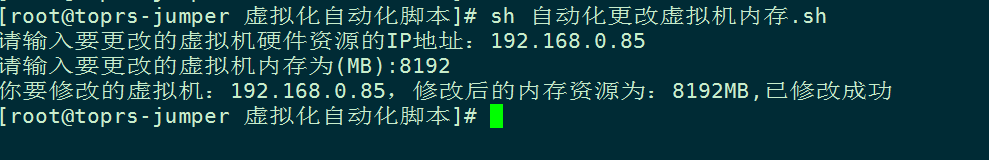 [root@toprs-jumper 虚拟化自动化脚本]# sh 自动化更改虚拟机内存.sh
请输入要更改的虚拟机硬件资源的IP地址：192.168.0.85
请输入要更改的虚拟机内存为(MB):8192
你要修改的虚拟机：192.168.0.85，修改后的内存资源为：8192MB,已修改成功
[root@toprs-jumper 虚拟化自动化脚本]#